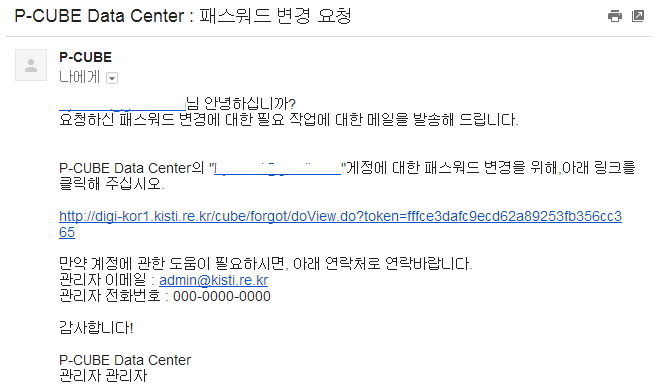 P-CUBE Data Center : 패스워드 변경 요청
P-CUBE
나에게
님 안녕하십니까?
요청하신 패스워드 변경에 대한 필요 작업에 대한 메일을 발송해 드립니다.
P-CUBE Data Center의 "" 계정에 대한 패스워드 변경을 위해,아래 링크를
클릭해 주십시오.
http://digi-kor1.kisti.re.kr/cube/forgot/doView.do?token=fffce3dafc9ecd62a89253fb356cc3
65
만약 계정에 관한 도움이 필요하시면, 아래 연락처로 연락바랍니다.
관리자 이메일 : admin@kisti.re.kr
관리자 전화번호 : 000-0000-0000
감사합니다!
P-CUBE Data Center
관리자 관리자